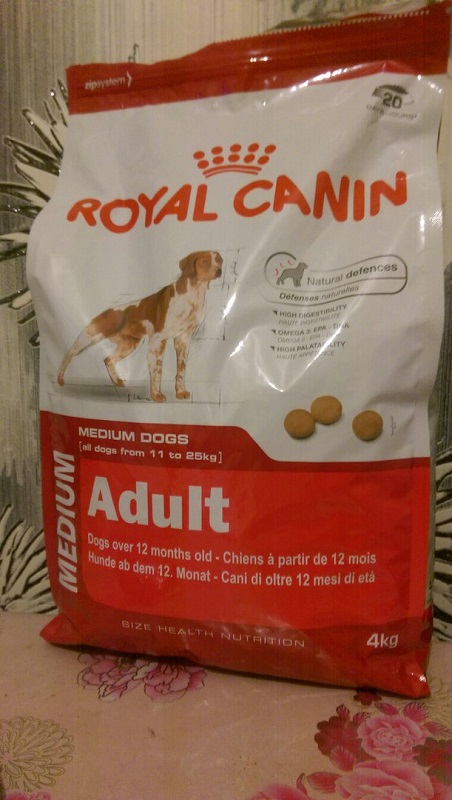 zipsystem
20
ROYAL CANIN
Natural defences
Défenses naturelles
HIGH DIGESTIBILITY
HAUTE DIGESTIBILITÉ
OMEGA 3: EPA - DHA
HIGH PALATABILITY
MEDIUM DOGS
[all dogs from 11 to 25kg]
MEDIUM
Adult
Dogs over 12 months old - Chiens à partir de 12 mois
Hunde ab dem 12. Monat - Cani di oltre 12 mesi di età
SIZE HEALTH NUTRITION
4kg